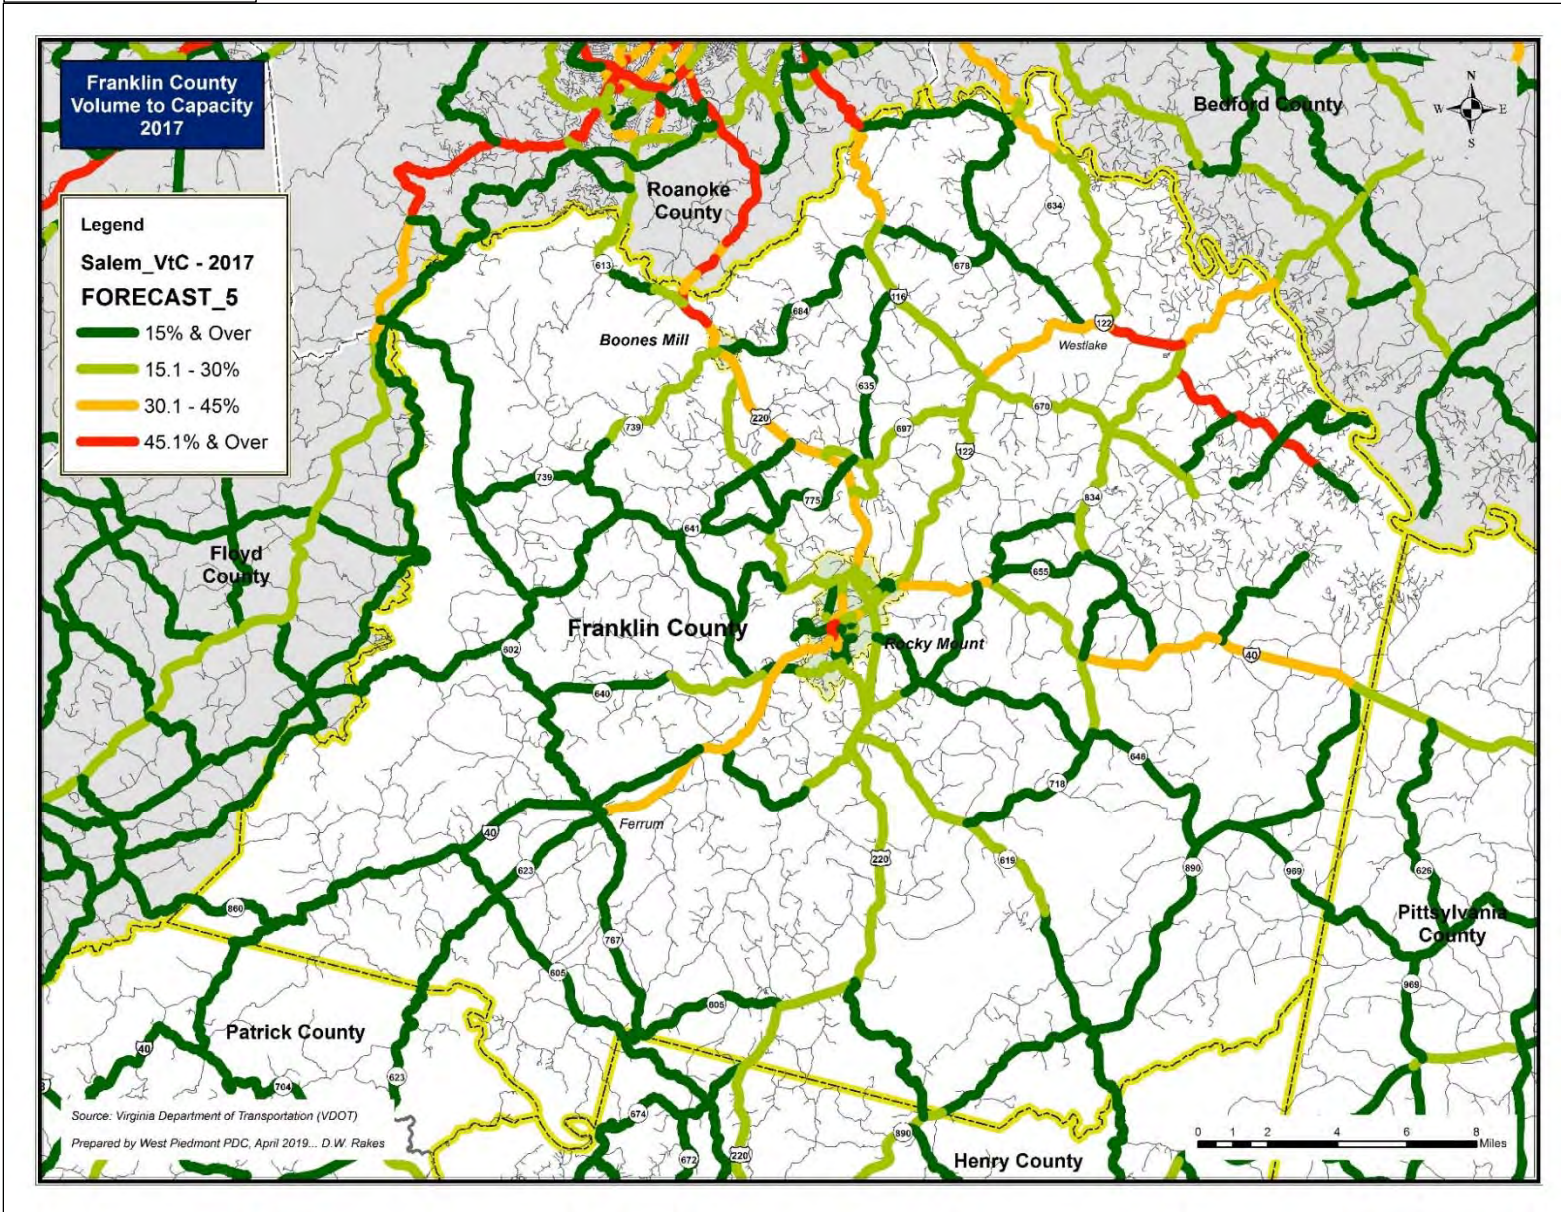 Franklin County
Volume to Capacity
2017
Legend
Salem_VtC - 2017
FORECAST_5
15% & Over
15.1 - 30%
30.1 - 45%
45.1% & Over
Bedford County
N
W E
S
Roanoke
County
634
613
678
116
684
122
Boones Mill
Westlake
635
220
670
739
697
122
739
775
834
641
Floyd
County
655
Franklin County
Rocky Mount
602
40
640
648
718
Ferrum
40
220
619
623
890
969
626
860
Pittsylvania
County
767
605
969
605
Patrick County
40
704
623
674
890
220
672
Henry County
Source: Virginia Department of Transportation (VDOT)
Prepared by West Piedmont PDC, April 2019... D.W. Rakes
0 1 2 4 6 8
Miles